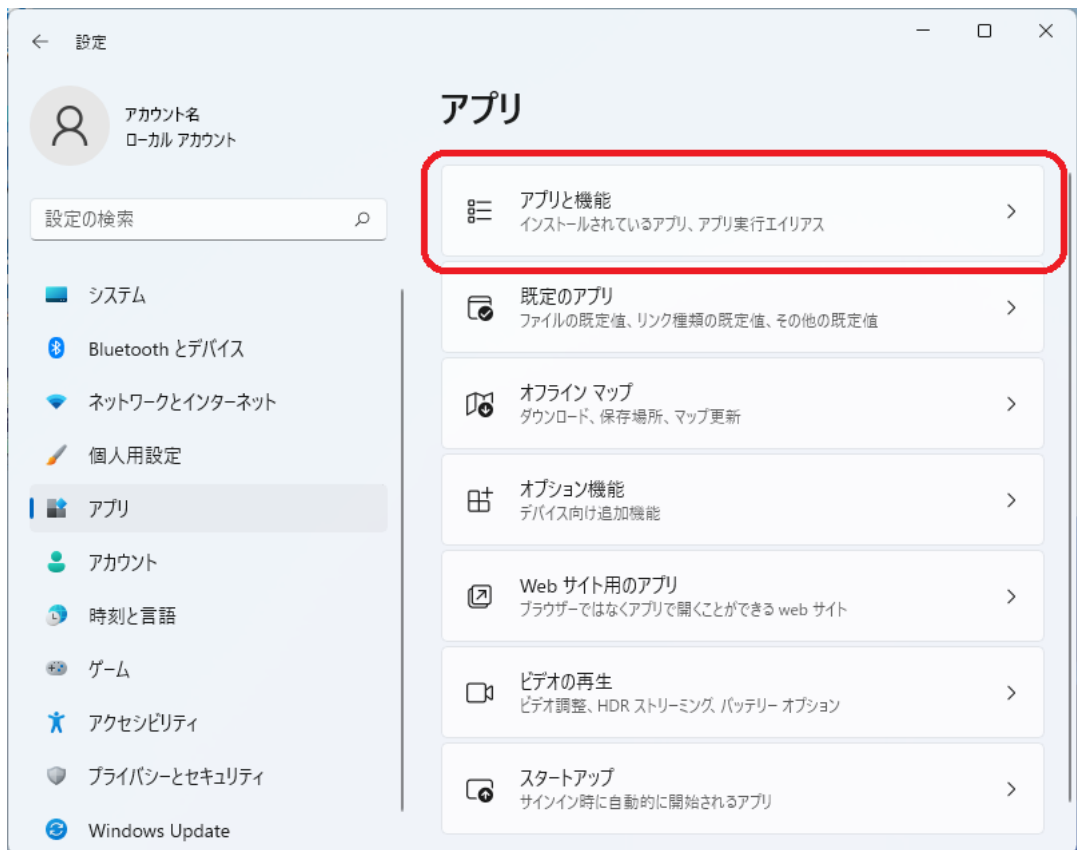 設定
アカウント名
ローカル アカウント
設定の検索
システム
Bluetooth とデバイス
ネットワークとインターネット
個人用設定
アプリ
アカウント
時刻と言語
ゲーム
アクセシビリティ
プライバシーとセキュリティ
Windows Update
アプリ
アプリと機能
インストールされているアプリ、アプリ実行エイリアス
既定のアプリ
ファイルの既定値、リンク種類の既定値、その他の既定値
オフライン マップ
ダウンロード、保存場所、マップ更新
オプション機能
デバイス向け追加機能
Web サイト用のアプリ
ブラウザーではなくアプリで開くことができる web サイト
ビデオの再生
ビデオ調整、HDR ストリーミング、バッテリー オプション
スタートアップ
サインイン時に自動的に開始されるアプリ